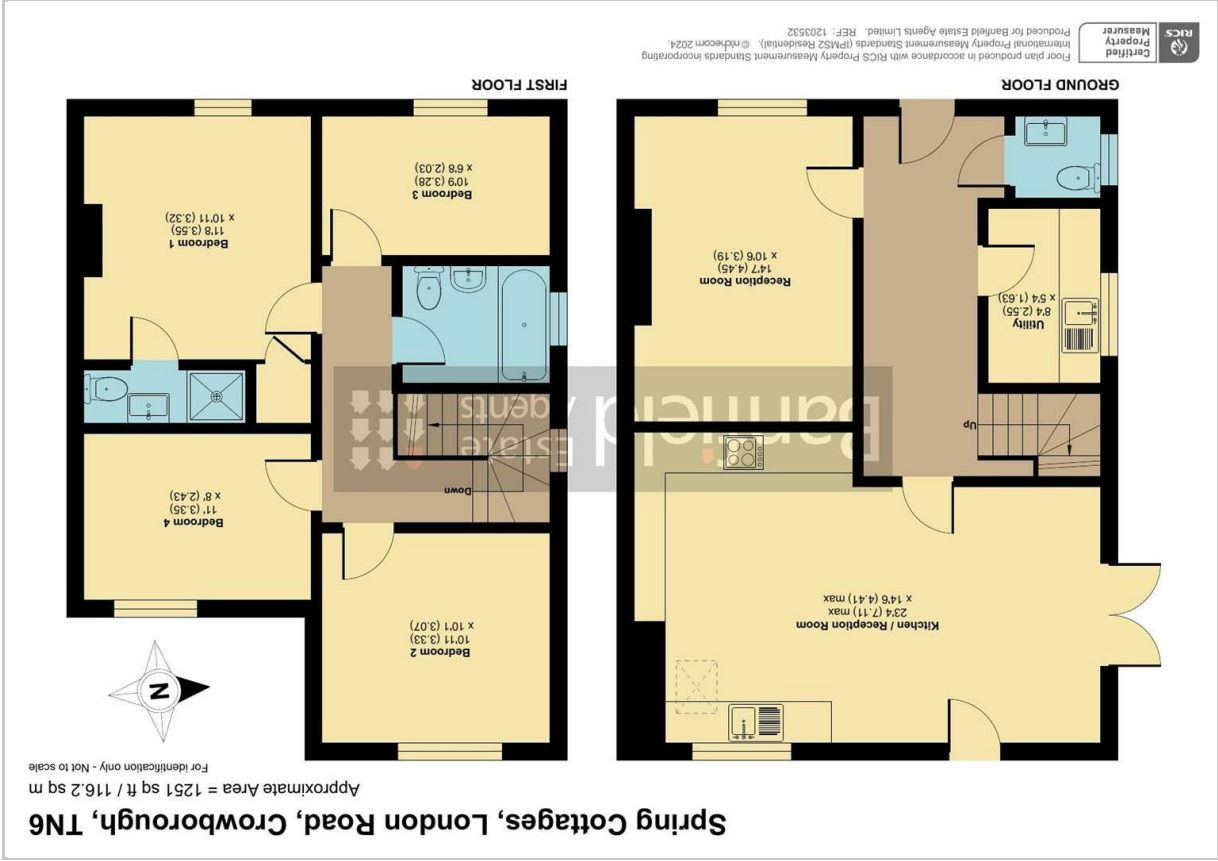 Spring Cottages, London Road, Crowborough, TN6
Approximate Area = 1251 sq ft / 116.2 sq m
For identification only - Not to scale
N
Kitchen / Reception Room
23'4 (7.11) max
x 14'6 (4.41) max
Up
Utility
8'4 (2.55)
x 5'4 (1.63)
Reception Room
14'7 (4.45)
x 10'6 (3.19)
GROUND FLOOR
Bedroom 2
10'11 (3.33)
x 10'1 (3.07)
Bedroom 4
11' (3.35)
x 8' (2.43)
Down
Bedroom 1
11'8 (3.55)
x 10'11 (3.32)
Bedroom 3
10'9 (3.28)
x 6'8 (2.03)
FIRST FLOOR
Banfield Estate Agents
RICS
Certified
Property
Measurer
Floor plan produced in accordance with RICS Property Measurement Standards incorporating
International Property Measurement Standards (IPMS2 Residential). © nichecom 2024.
Produced for Banfield Estate Agents Limited. REF: 1203532